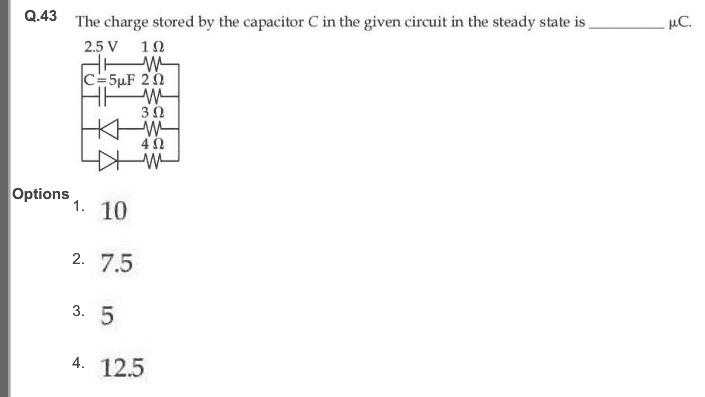 Q.43 The charge stored by the capacitor C in the given circuit in the steady state is ________ μC.
2.5 V 1 Ω
C=5μF 2 Ω
3 Ω
4 Ω
Options
1. 10
2. 7.5
3. 5
4. 12.5